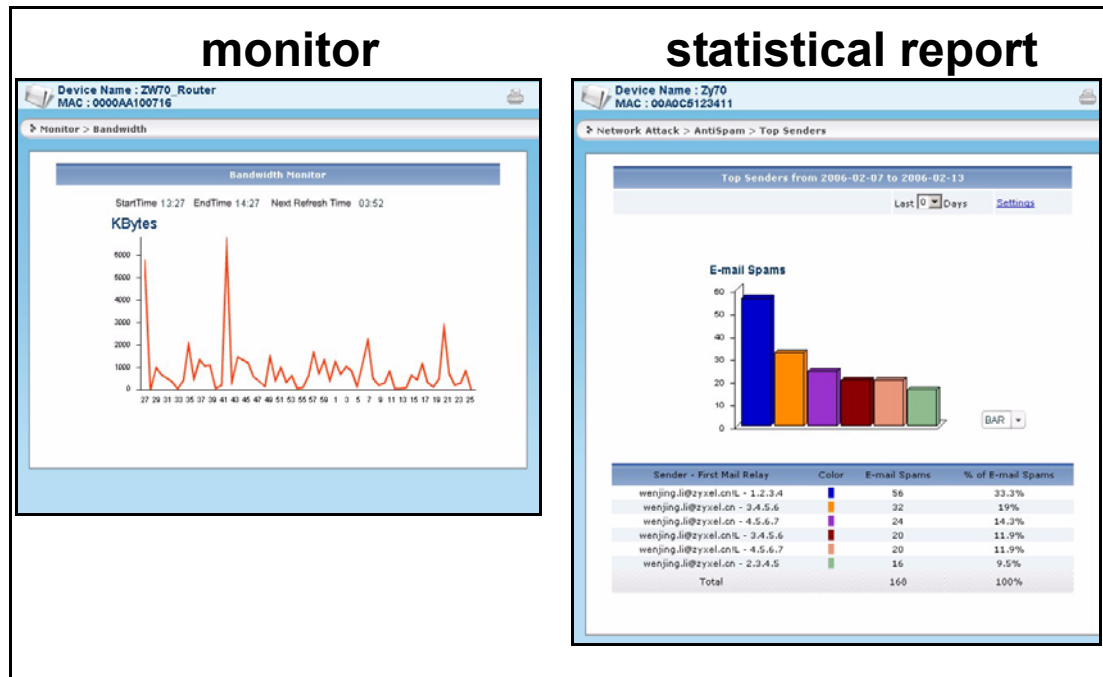 monitor
Device Name : ZW70_Router
MAC : 0000AA100716
Monitor > Bandwidth
Bandwidth Monitor
StartTime 13:27 EndTime 14:27 Next Refresh Time 03:52
KBytes
6000
5000
4000
3000
2000
1000
0
27 29 31 33 35 37 39 41 43 45 47 49 51 53 55 57 59 1 3 5 7 9 11 13 15 17 19 21 23 25
statistical report
Device Name : Zy70
MAC : 00A0C5123411
Network Attack > AntiSpam > Top Senders
Top Senders from 2006-02-07 to 2006-02-13
Last 0 Days Settings
E-mail Spams
60
50
40
30
20
10
0
BAR
Sender - First Mail Relay Color E-mail Spams % of E-mail Spams
wenjing.li@zyxel.cn!L - 1.2.3.4 56 33.3%
wenjing.li@zyxel.cn - 3.4.5.6 32 19%
wenjing.li@zyxel.cn - 4.5.6.7 24 14.3%
wenjing.li@zyxel.cn!L - 3.4.5.6 20 11.9%
wenjing.li@zyxel.cn!L - 4.5.6.7 20 11.9%
wenjing.li@zyxel.cn - 2.3.4.5 16 9.5%
Total 168 100%